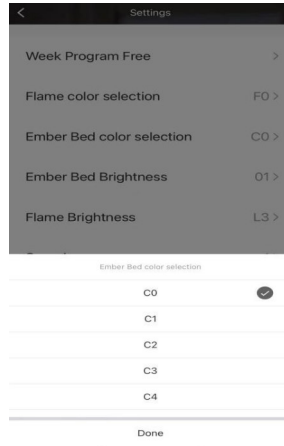 Settings
Week Program Free >
Flame color selection F0 >
Ember Bed color selection C0 >
Ember Bed Brightness 01 >
Flame Brightness L3 >
Ember Bed color selection
C0
C1
C2
C3
C4
Done